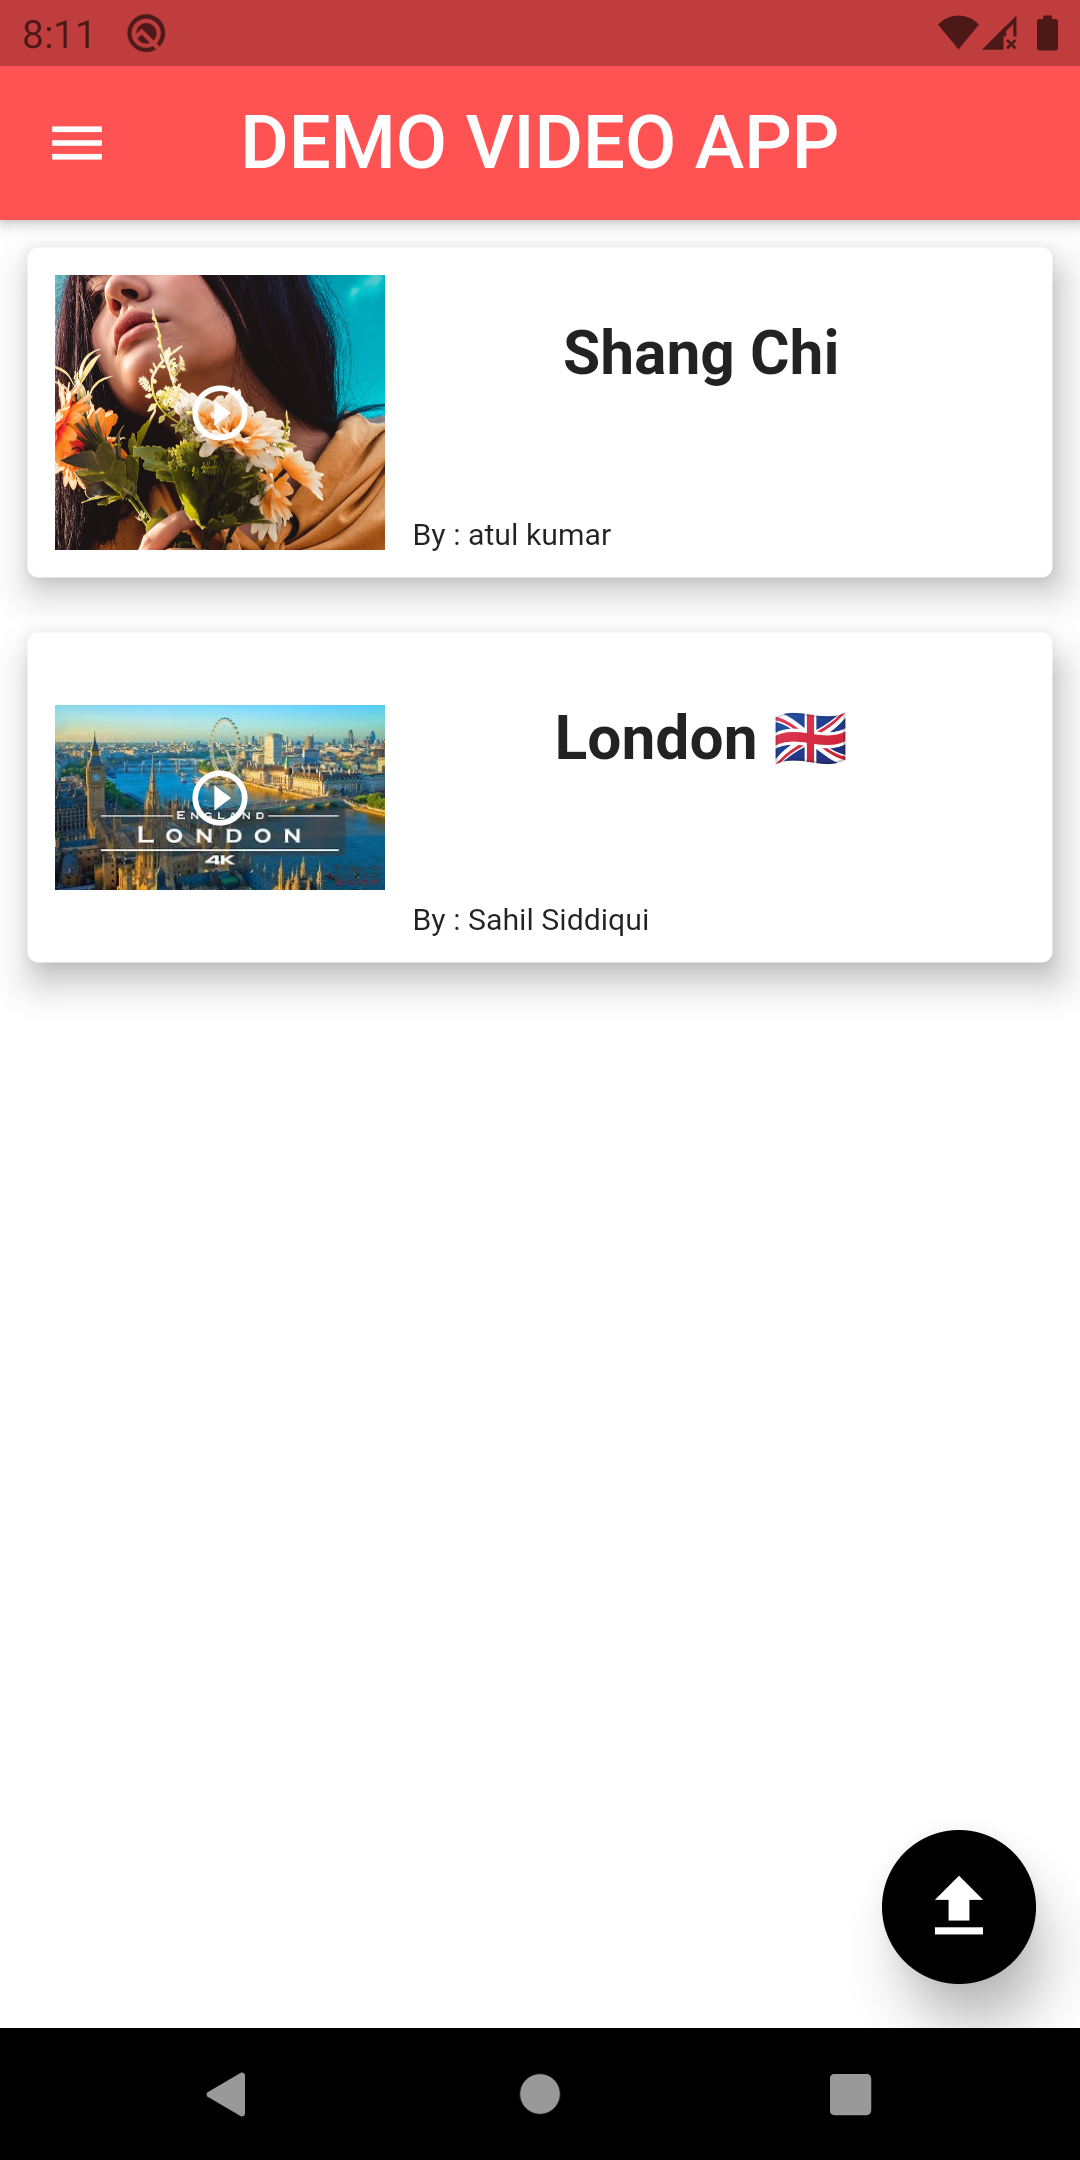 8:11
DEMO VIDEO APP
Shang Chi
By : atul kumar
London 🇬🇧
ENGLAND
LONDON
4K
By : Sahil Siddiqui